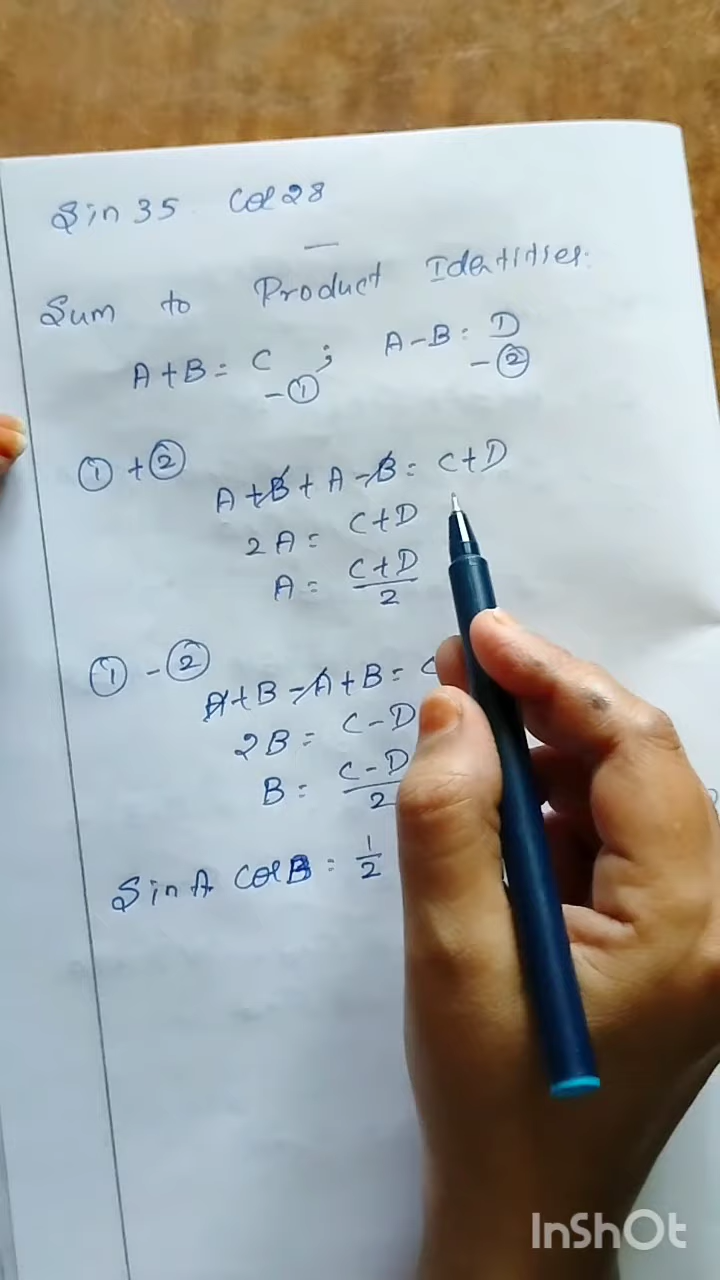 Sin 35 Cos 28
Sum to Product Identities:
A+B = C -① ; A-B = D -②
① + ②
A + B + A - B = C+D
2A = C+D
A = C+D/2
① - ②
A+B-A+B = C
2B = C-D
B = C-D/2
Sin A Cos B = 1/2
InShOt